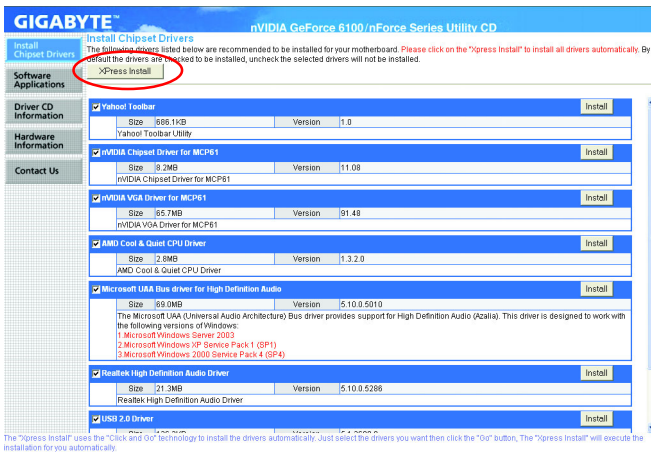 GIGABYTE™
nVIDIA GeForce 6100/nForce Series Utility CD
Install
Chipset Drivers
Software
Applications
Driver CD
Information
Hardware
Information
Contact Us
Install Chipset Drivers
The following drivers listed below are recommended to be installed for your motherboard. Please click on the "Xpress Install" to install all drivers automatically. By
default the drivers are checked to be installed, uncheck the selected drivers will not be installed.
XPress Install
Yahoo! Toolbar Install
Size 686.1KB Version 1.0
Yahoo! Toolbar Utility
nVIDIA Chipset Driver for MCP61 Install
Size 8.2MB Version 11.08
nVIDIA Chipset Driver for MCP61
nVIDIA VGA Driver for MCP61 Install
Size 65.7MB Version 91.48
nVIDIA VGA Driver for MCP61
AMD Cool & Quiet CPU Driver Install
Size 2.8MB Version 1.3.2.0
AMD Cool & Quiet CPU Driver
Microsoft UAA Bus driver for High Definition Audio Install
Size 69.0MB Version 5.10.0.5010
The Microsoft UAA (Universal Audio Architecture) Bus driver provides support for High Definition Audio (Azalia). This driver is designed to work with
the following versions of Windows:
1.Microsoft Windows Server 2003
2.Microsoft Windows XP Service Pack 1 (SP1)
3.Microsoft Windows 2000 Service Pack 4 (SP4)
Realtek High Definition Audio Driver Install
Size 21.3MB Version 5.10.0.5286
Realtek High Definition Audio Driver
USB 2.0 Driver Install
Size Version
The "Xpress Install" uses the "Click and Go" technology to install the drivers automatically. Just select the drivers you want then click the "Go" button, The "Xpress Install" will execute the
installation for you automatically.